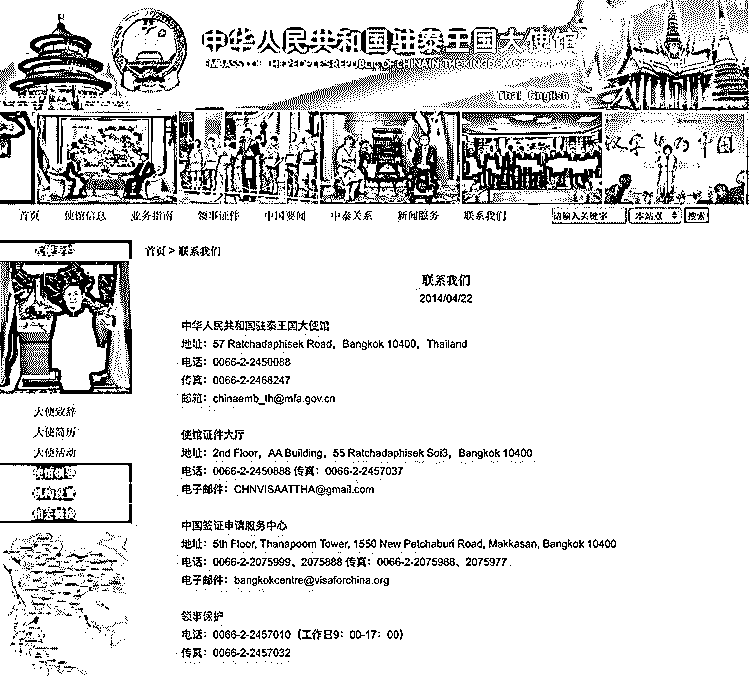 中华人民共和国驻泰王国大使馆
EMBASSY OF THE PEOPLE'S REPUBLIC OF CHINA IN THE KINGDOM OF
Thai English
汉字
中国
首页 使馆信息 业务指南 领事证件 中国要闻 中泰关系 新闻服务 联系我们 请输入关键字 本站点 搜索
首页 > 联系我们
联系我们
2014/04/22
中华人民共和国驻泰王国大使馆
地址：57 Ratchadaphisek Road，Bangkok 10400，Thailand
电话：0066-2-2450088
传真：0066-2-2468247
邮箱：chinaemb_th@mfa.gov.cn
大使致辞
大使简历
大使活动
使馆证件大厅
地址：2nd Floor，AA Building，55 Ratchadaphisek Soi3，Bangkok 10400
电话：0066-2-2450888 传真：0066-2-2457037
电子邮件：CHNVISAATTHA@gmail.com
中国签证申请服务中心
地址：5th Floor, Thanapoom Tower, 1550 New Petchaburi Road, Makkasan, Bangkok 10400
电话：0066-2-2075999、2075888 传真：0066-2-2075988、2075977
电子邮件：bangkokcentre@visaforchina.org
领事保护
电话：0066-2-2457010（工作日9：00-17：00）
传真：0066-2-2457032